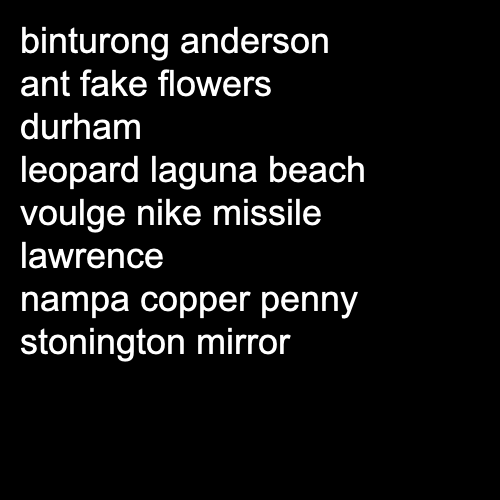 binturong anderson
ant fake flowers
durham
leopard laguna beach
voulge nike missile
lawrence
nampa copper penny
stonington mirror